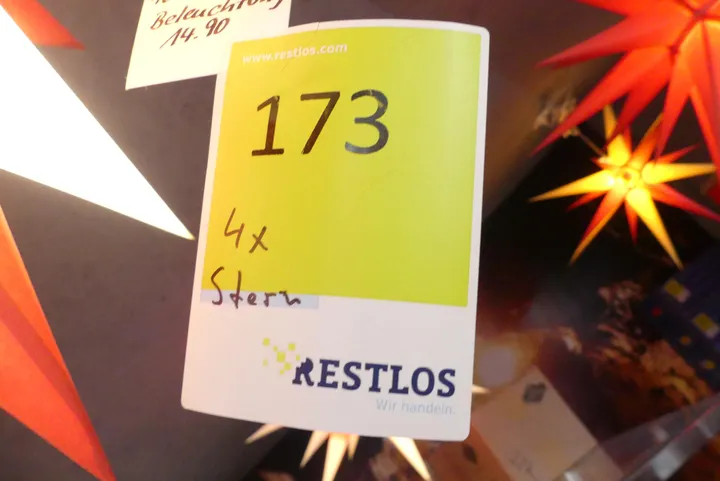 Beleuchtung
14.90
www.restlos.com
173
4x
Stern
RESTLOS
Wir handeln.